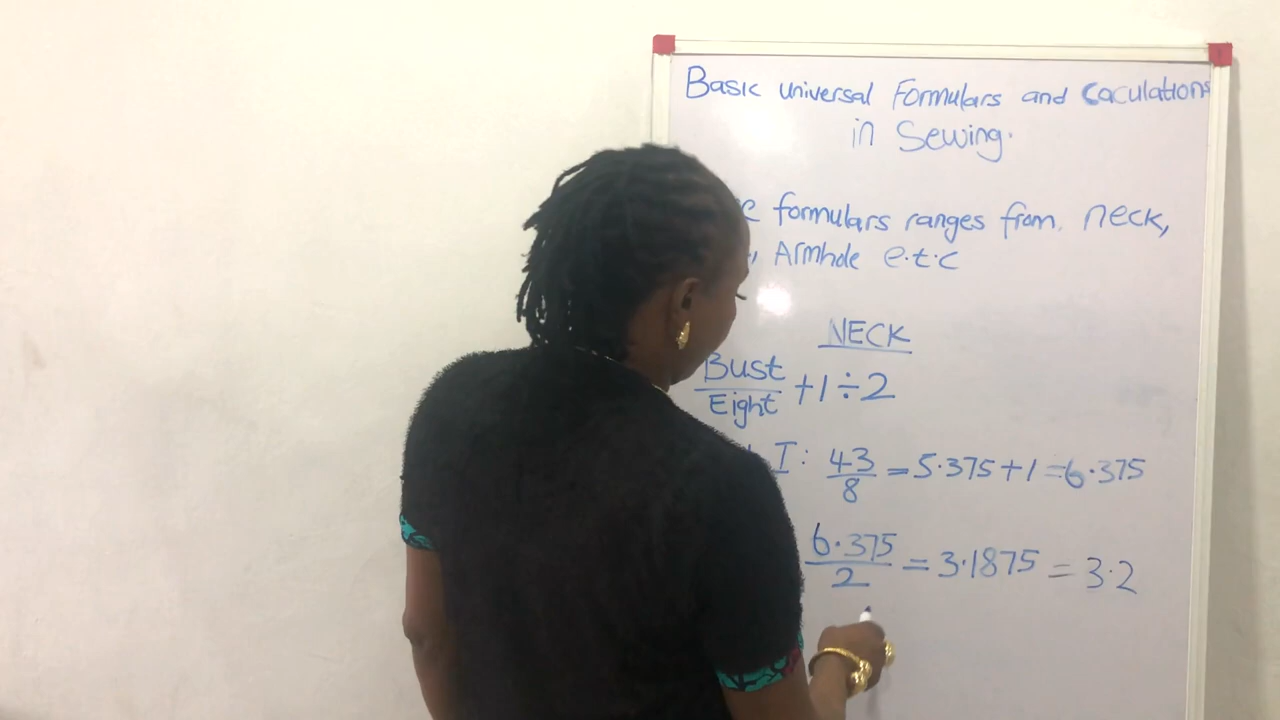 Basic universal Formulars and Caculations
in Sewing.
formulars ranges from. neck,
Armhole e.t.c
NECK
Bust
Eight
+1÷2
I: 43/8 = 5.375+1 = 6.375
6.375/2 = 3.1875 = 3.2